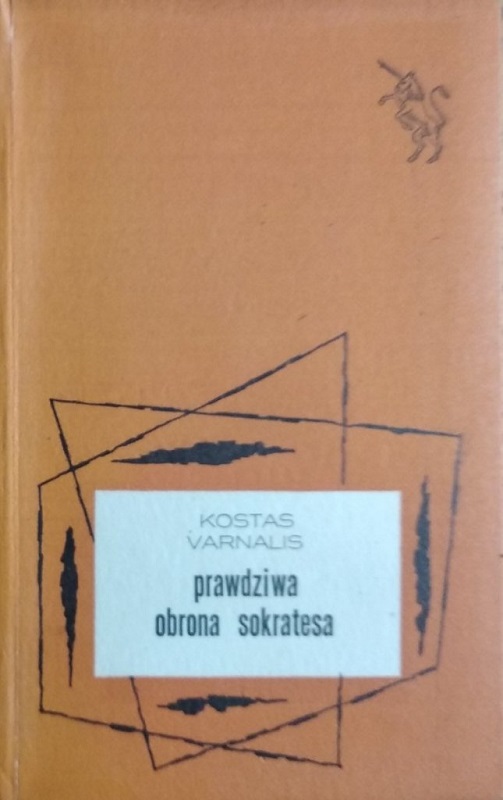 KOSTAS
VARNALIS
prawdziwa
obrona sokratesa